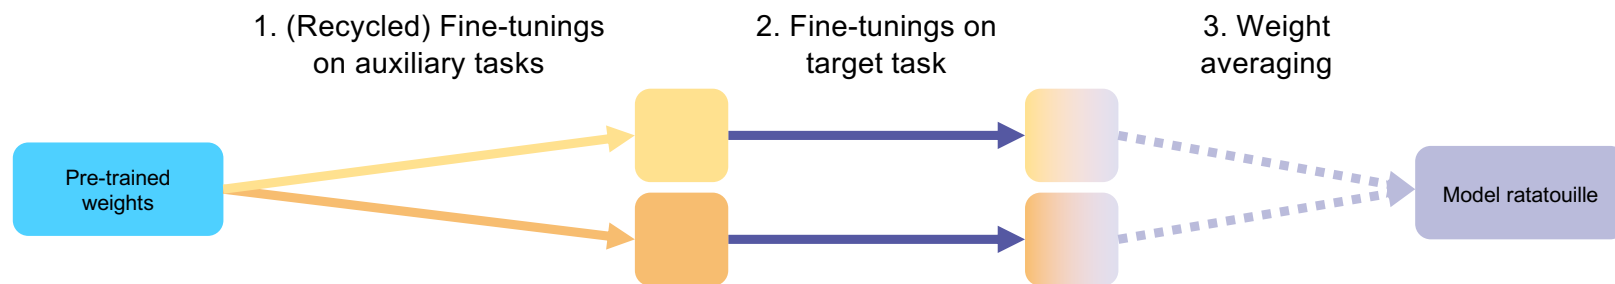 1. (Recycled) Fine-tunings
on auxiliary tasks
2. Fine-tunings on
target task
3. Weight
averaging
Pre-trained
weights
Model ratatouille